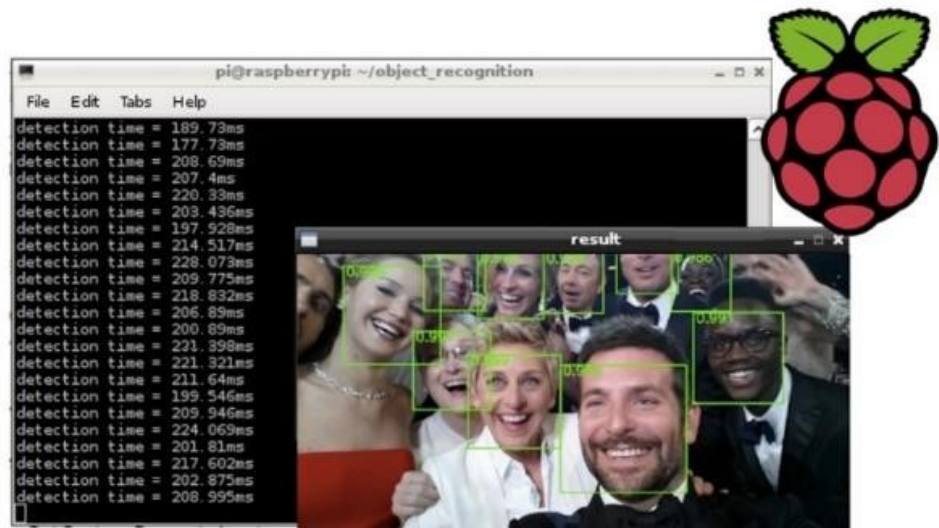 pi@raspberrypi: ~/object_recognition
File Edit Tabs Help
detection time = 189.73ms
detection time = 177.73ms
detection time = 208.69ms
detection time = 207.4ms
detection time = 220.33ms
detection time = 203.436ms
detection time = 197.928ms
detection time = 214.517ms
detection time = 228.073ms
detection time = 209.775ms
detection time = 218.832ms
detection time = 206.89ms
detection time = 200.89ms
detection time = 231.398ms
detection time = 221.321ms
detection time = 211.64ms
detection time = 199.546ms
detection time = 209.946ms
detection time = 224.069ms
detection time = 201.81ms
detection time = 217.602ms
detection time = 202.875ms
detection time = 208.995ms
result